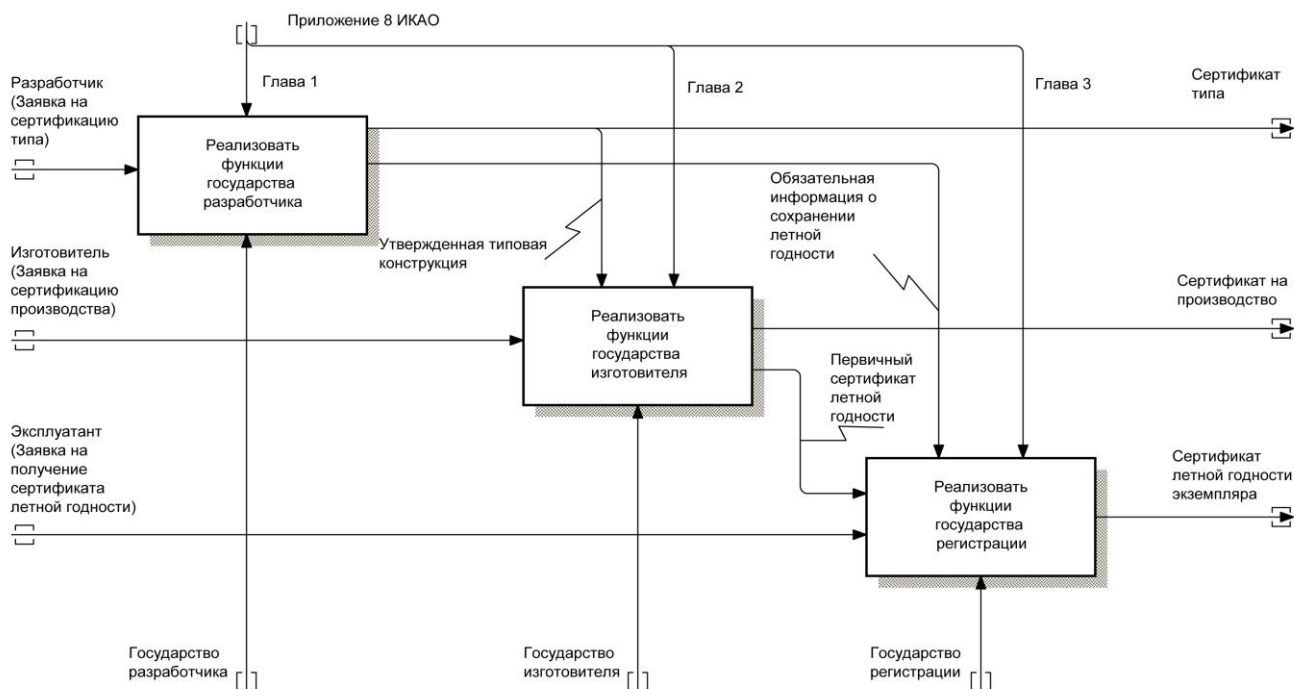 Приложение 8 ИКАО
Глава 1
Глава 2
Глава 3
Разработчик
(Заявка на
сертификацию
типа)
Сертификат
типа
Реализовать
функции
государства
разработчика
Обязательная
информация о
сохранении
летной
годности
Утвержденная типовая
конструкция
Изготовитель
(Заявка на
сертификацию
производства)
Сертификат на
производство
Реализовать
функции
государства
изготовителя
Первичный
сертификат
летной
годности
Эксплуатант
(Заявка на
получение
сертификата
летной годности)
Сертификат
летной годности
экземпляра
Реализовать
функции
государства
регистрации
Государство
разработчика
Государство
изготовителя
Государство
регистрации